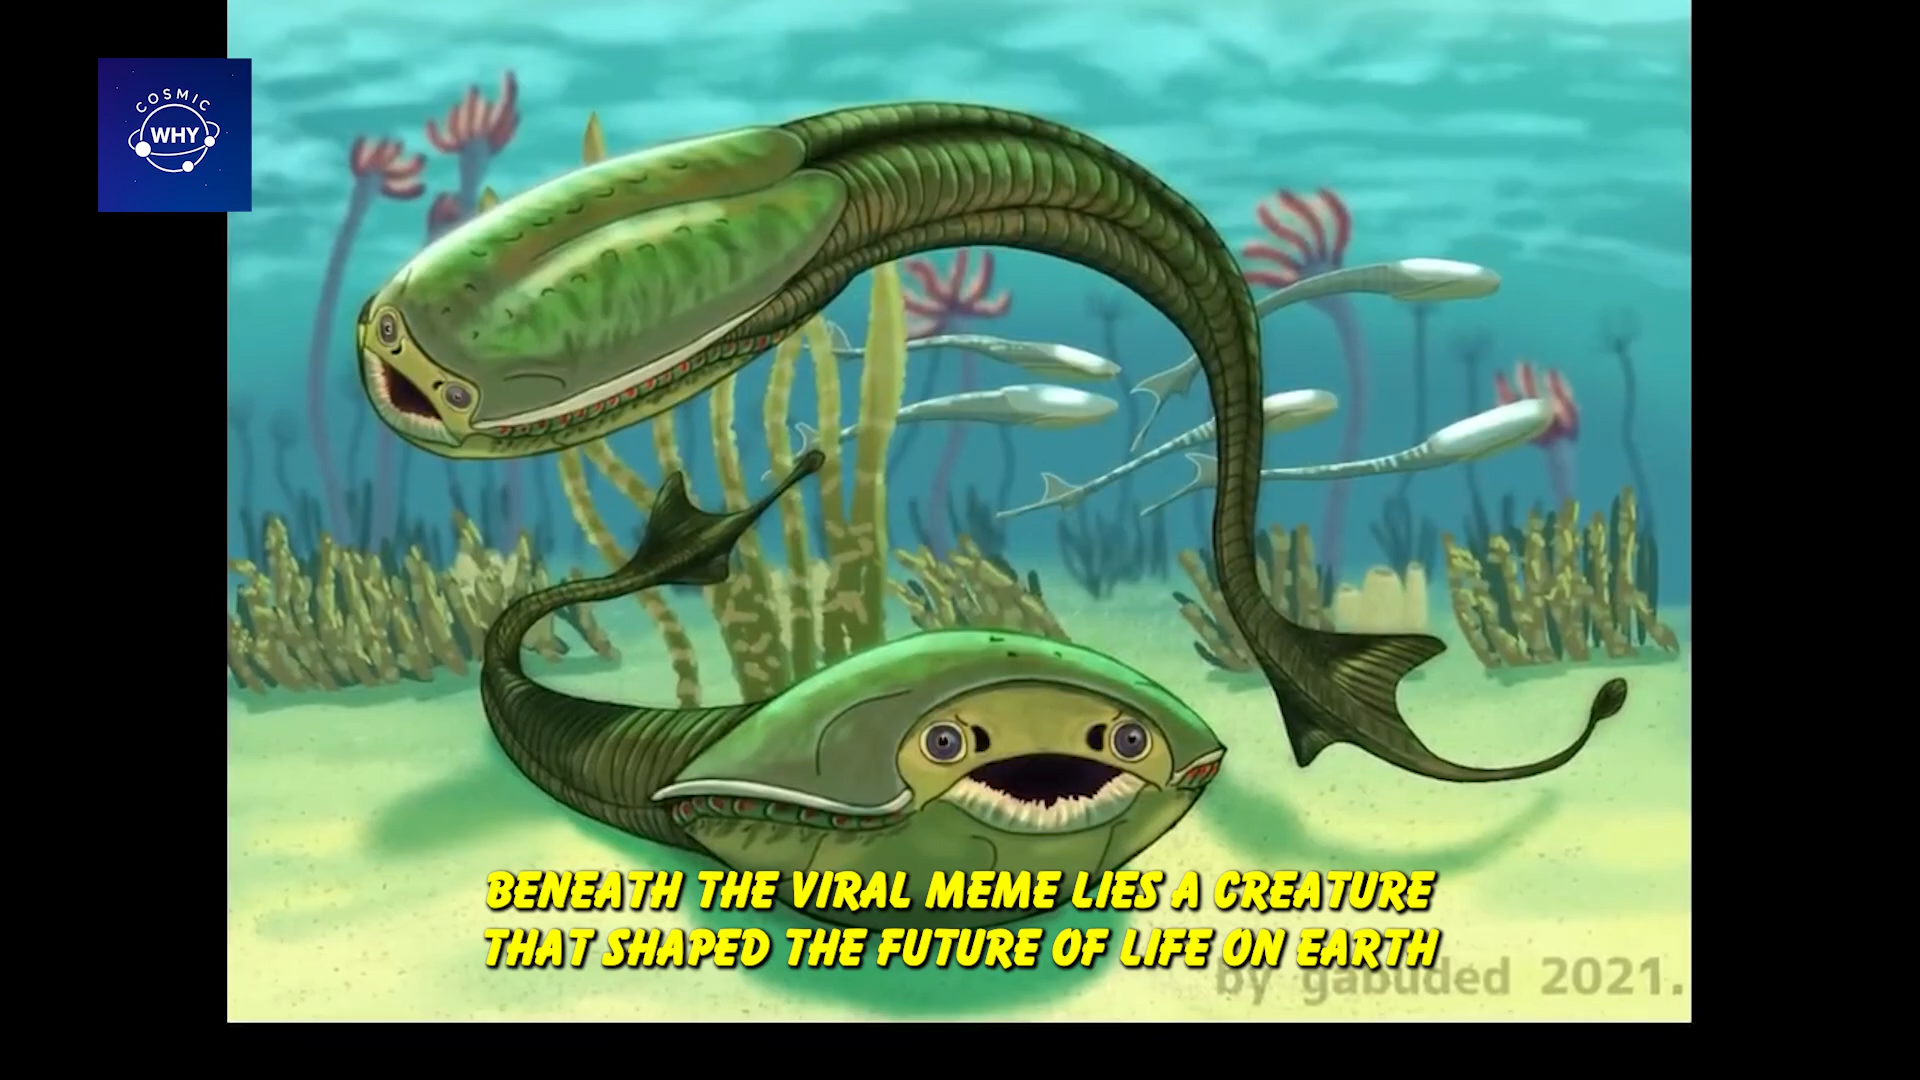 COSMIC
WHY
BENEATH THE VIRAL MEME LIES A CREATURE
THAT SHAPED THE FUTURE OF LIFE ON EARTH
by gabuded 2021.